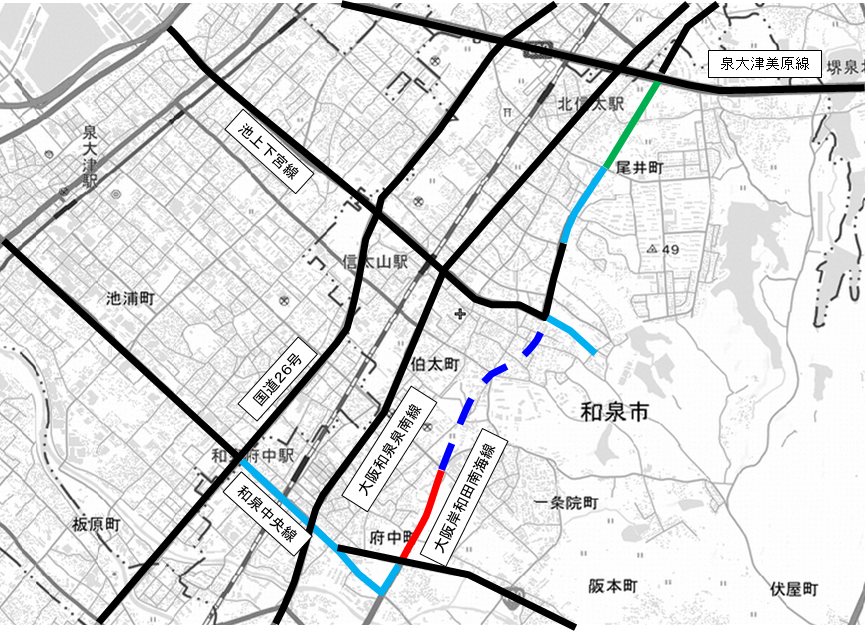 泉大津美原線
堺泉北
北信太駅
泉大津駅
池上下宮線
尾井町
49
信太山駅
池浦町
伯太町
国道26号
和泉市
大阪和泉泉南線
和泉府中駅
大阪岸和田南海線
和泉中央線
一条院町
板原町
府中町
阪本町
伏屋町